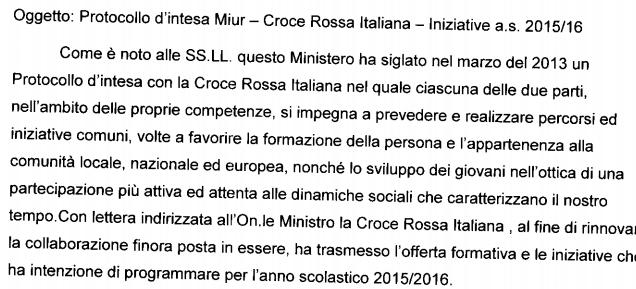 Oggetto: Protocollo d'intesa Miur – Croce Rossa Italiana – Iniziative a.s. 2015/16
Come è noto alle SS.LL. questo Ministero ha siglato nel marzo del 2013 un
Protocollo d'intesa con la Croce Rossa Italiana nel quale ciascuna delle due parti,
nell'ambito delle proprie competenze, si impegna a prevedere e realizzare percorsi ed
iniziative comuni, volte a favorire la formazione della persona e l'appartenenza alla
comunità locale, nazionale ed europea, nonché lo sviluppo dei giovani nell'ottica di una
partecipazione più attiva ed attenta alle dinamiche sociali che caratterizzano il nostro
tempo.Con lettera indirizzata all'On.le Ministro la Croce Rossa Italiana , al fine di rinnovar
la collaborazione finora posta in essere, ha trasmesso l'offerta formativa e le iniziative che
ha intenzione di programmare per l'anno scolastico 2015/2016.